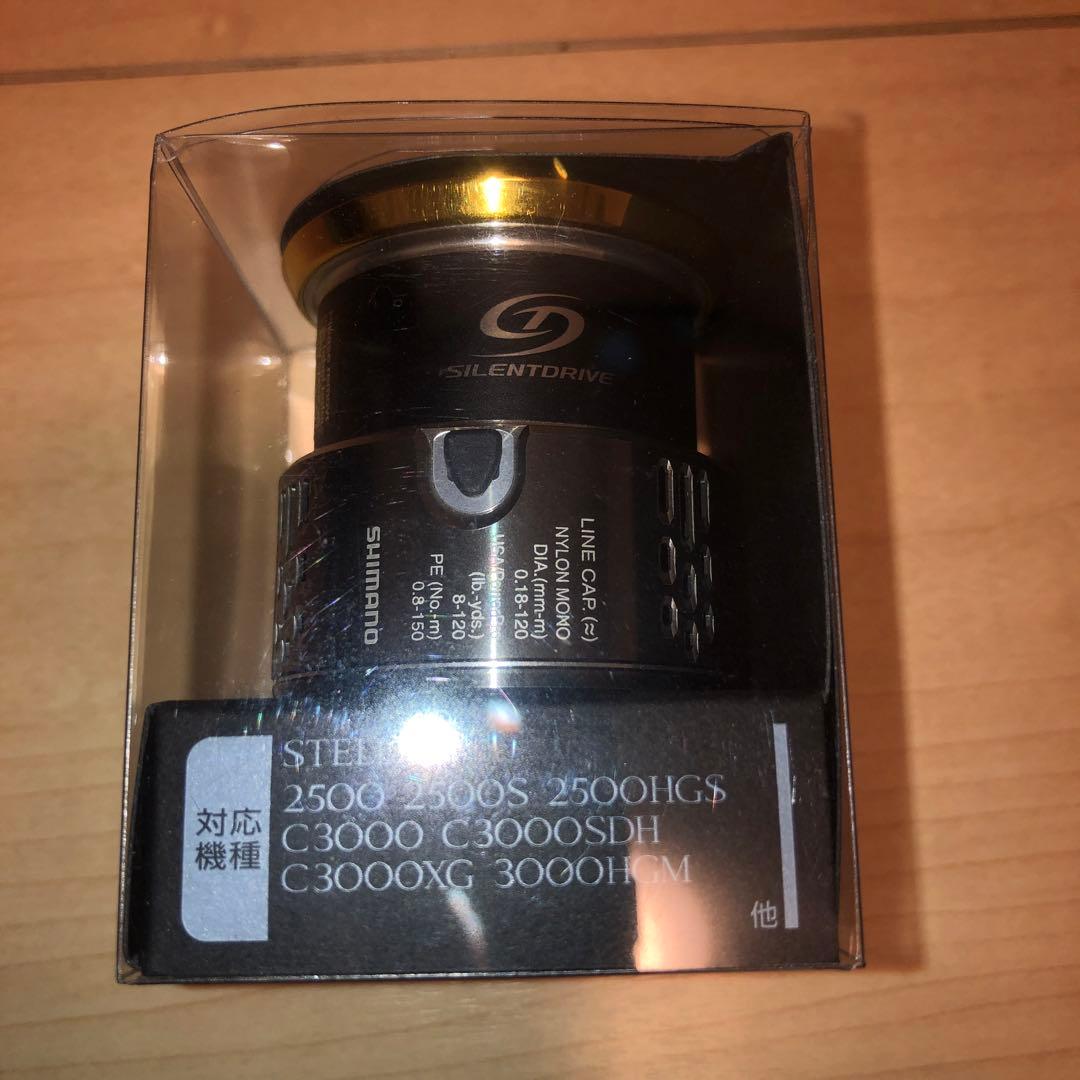 SILENTDRIVE
SHIMANO
LINE CAP. (≈)
NYLON MONO
DIA.(mm-m)
0.18-120
(lb.-yds.)
8-120
PE (No.-m)
0.8-150
対応
機種
2500 2500S 2500HGS
C3000 C3000SDH
C3000XG 3000HGM
他